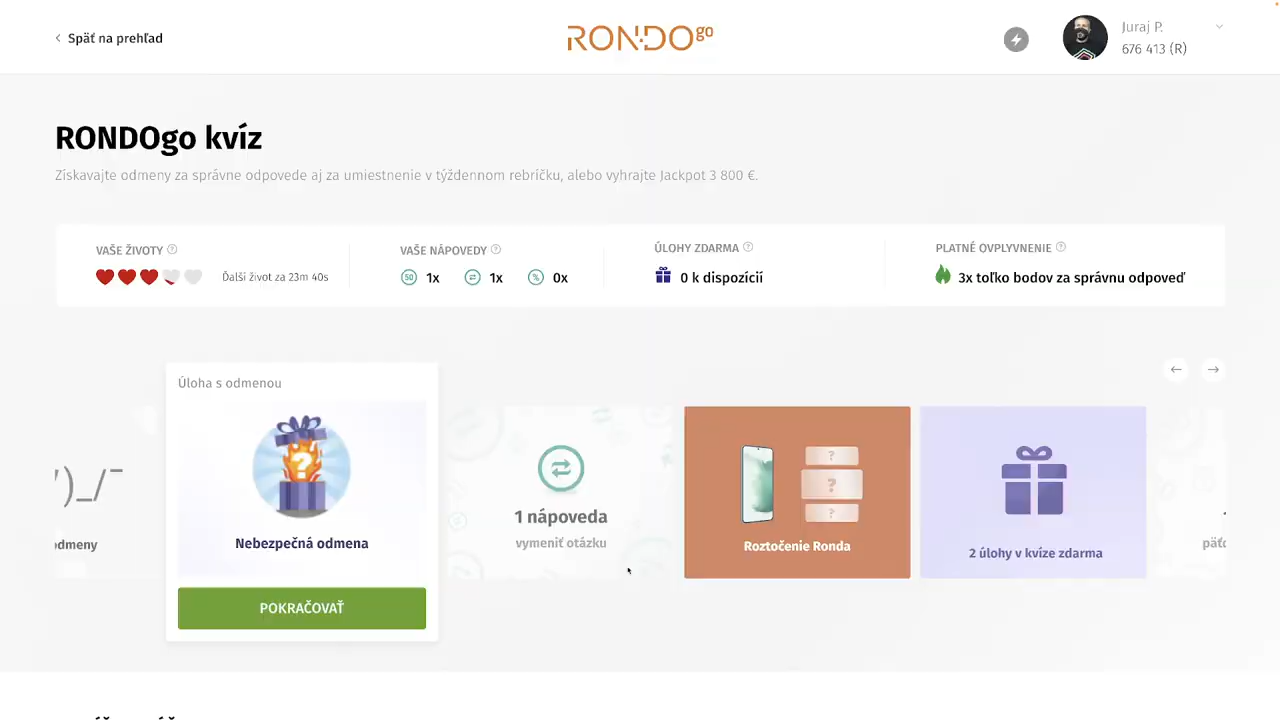 Späť na prehľad
RONDOgo
Juraj P.
676 413 (R)
RONDOgo kvíz
Získavajte odmeny za správne odpovede aj za umiestnenie v týždennom rebríčku, alebo vyhrajte Jackpot 3 800 €.
VAŠE ŽIVOTY ?
Ďalší život za 23m 40s
VAŠE NÁPOVEDY ?
50 1x 1x % 0x
ÚLOHY ZDARMA ?
0 k dispozícií
PLATNÉ OVPLYVNENIE ?
3x toľko bodov za správnu odpoveď
Úloha s odmenou
?
Nebezpečná odmena
POKRAČOVAŤ
1 nápoveda
vymeniť otázku
?
?
?
Roztočenie Ronda
2 úlohy v kvíze zdarma